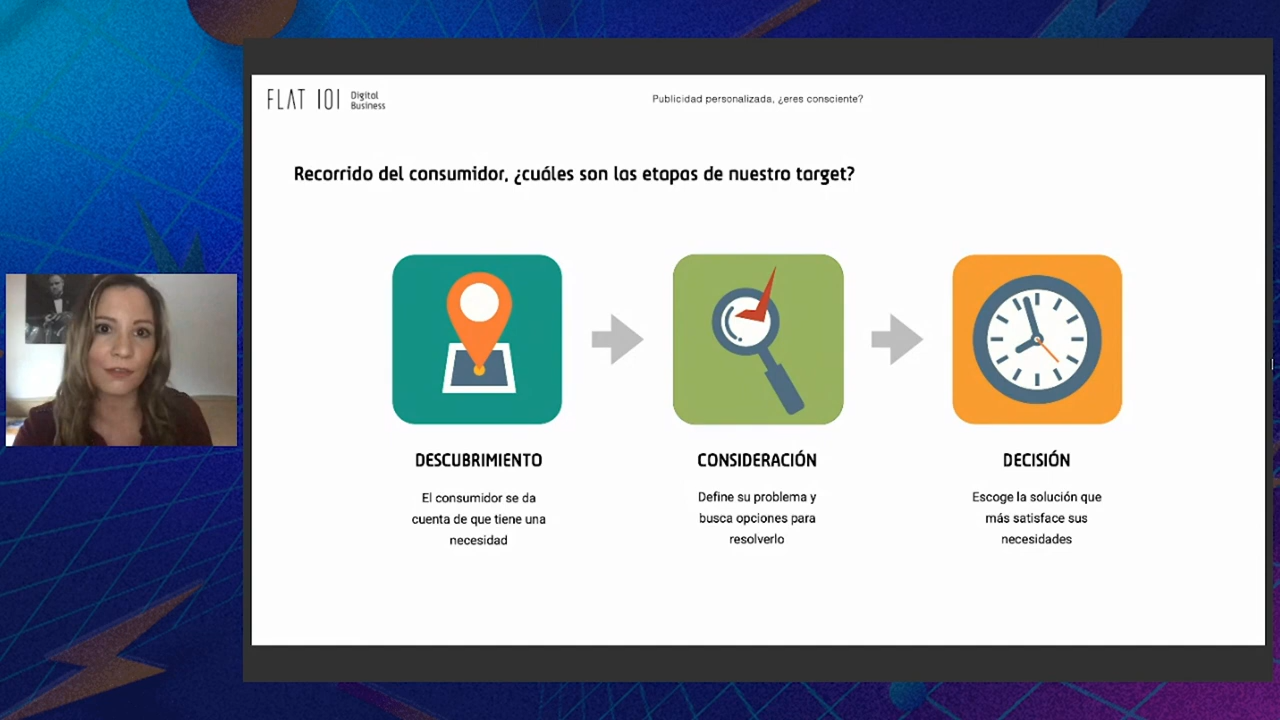 FLAT 101 Digital Business
Publicidad personalizada, ¿eres consciente?
Recorrido del consumidor, ¿cuáles son las etapas de nuestro target?
DESCUBRIMIENTO
El consumidor se da
cuenta de que tiene una
necesidad
CONSIDERACIÓN
Define su problema y
busca opciones para
resolverlo
DECISIÓN
Escoge la solución que
más satisface sus
necesidades